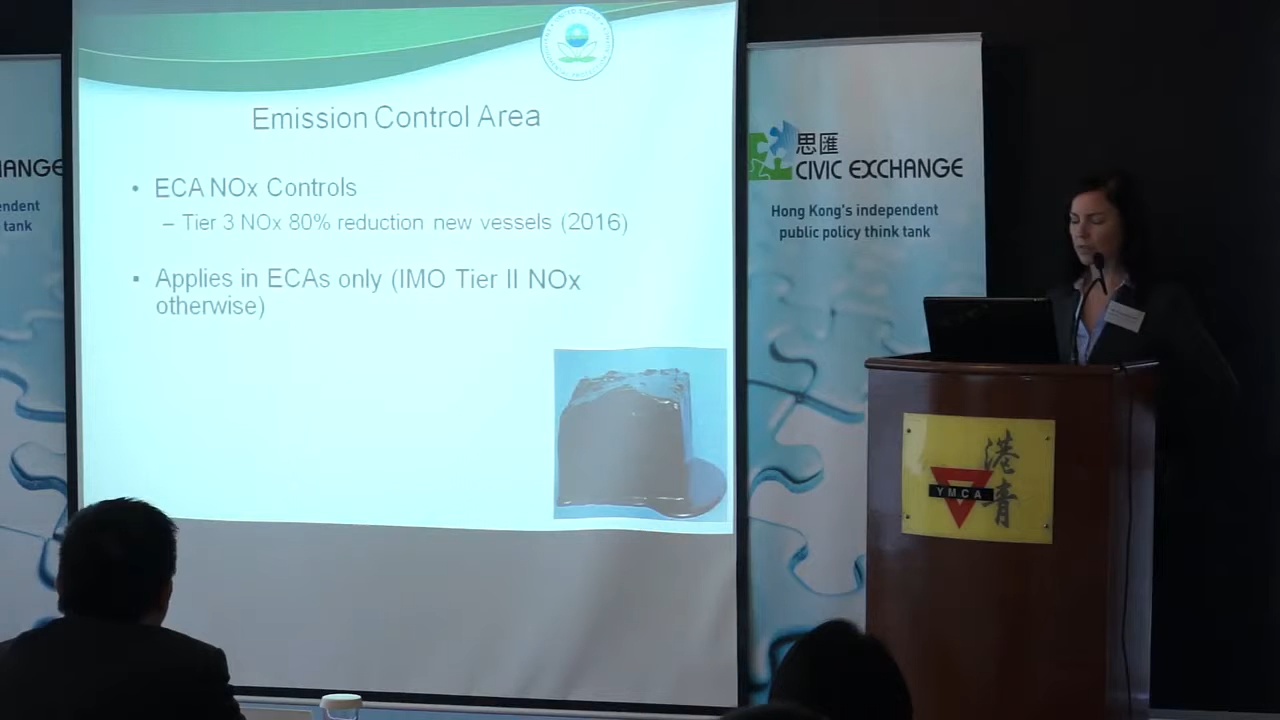 Emission Control Area
• ECA NOx Controls
– Tier 3 NOx 80% reduction new vessels (2016)
▪ Applies in ECAs only (IMO Tier II NOx
otherwise)
ANGE
endent
tank
思匯
CIVIC EXCHANGE
Hong Kong's independent
public policy think tank
港青
YMCA